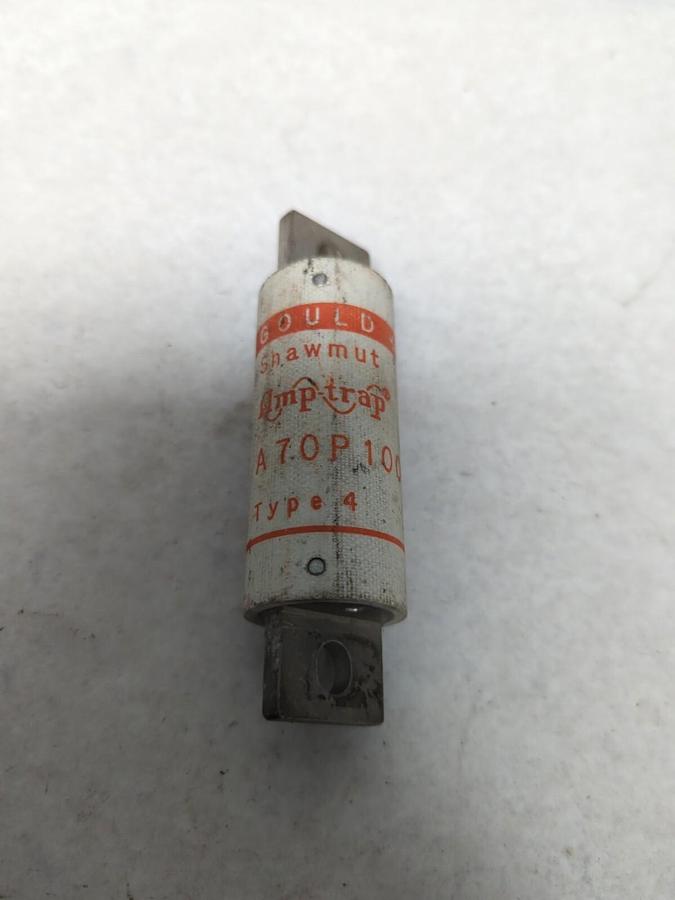 GOULD
Shawmut
Amp-trap®
A70P100
Type 4